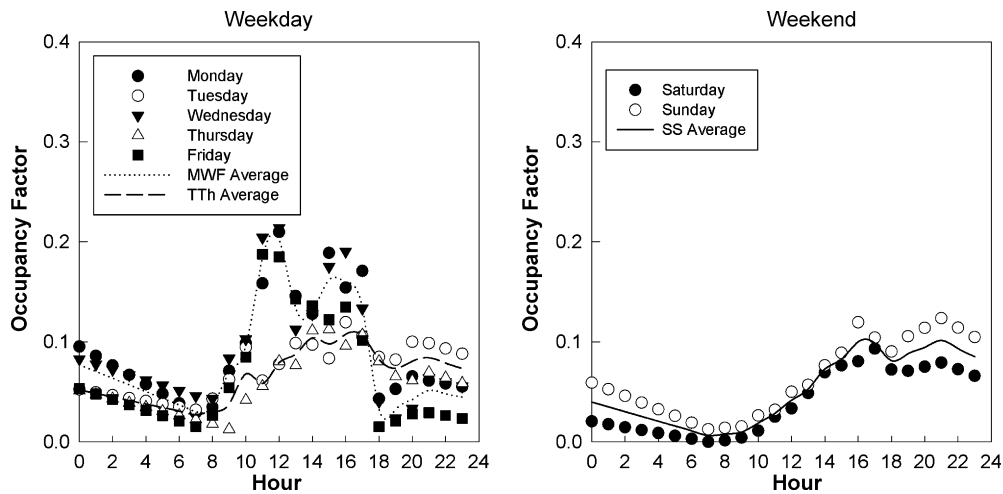 Weekday
Occupancy Factor
0.4
0.3
0.2
0.1
0.0
Monday
Tuesday
Wednesday
Thursday
Friday
MWF Average
TTh Average
0 2 4 6 8 10 12 14 16 18 20 22 24
Hour
Weekend
Occupancy Factor
0.4
0.3
0.2
0.1
0.0
Saturday
Sunday
SS Average
0 2 4 6 8 10 12 14 16 18 20 22 24
Hour